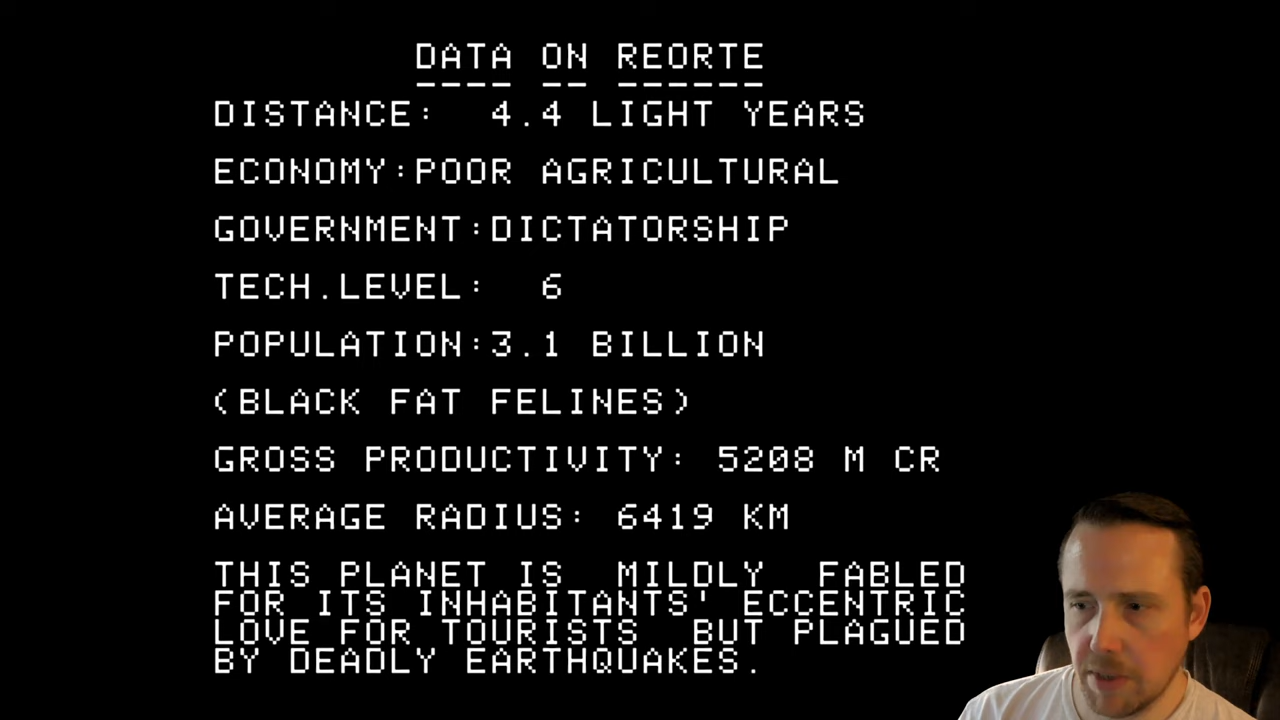 DATA ON REORTE
DISTANCE: 4.4 LIGHT YEARS
ECONOMY:POOR AGRICULTURAL
GOVERNMENT:DICTATORSHIP
TECH.LEVEL: 6
POPULATION:3.1 BILLION
(BLACK FAT FELINES)
GROSS PRODUCTIVITY: 5208 M CR
AVERAGE RADIUS: 6419 KM
THIS PLANET IS MILDLY FABLED
FOR ITS INHABITANTS' ECCENTRIC
LOVE FOR TOURISTS BUT PLAGUED
BY DEADLY EARTHQUAKES.